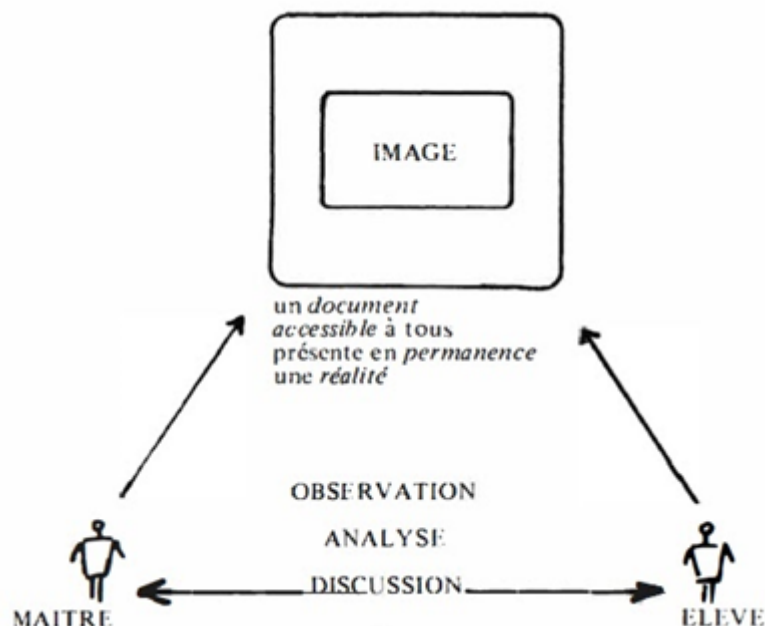 IMAGE
un document
accessible à tous
présente en permanence
une réalité
OBSERVATION
ANALYSE
DISCUSSION
MAITRE
ELEVE